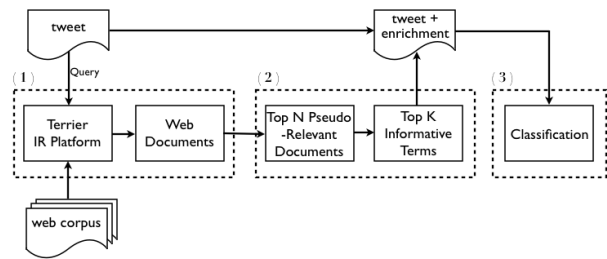 tweet
tweet +
enrichment
Query
(1)
(2)
(3)
Terrier
IR Platform
Web
Documents
Top N Pseudo
-Relevant
Documents
Top K
Informative
Terms
Classification
web corpus